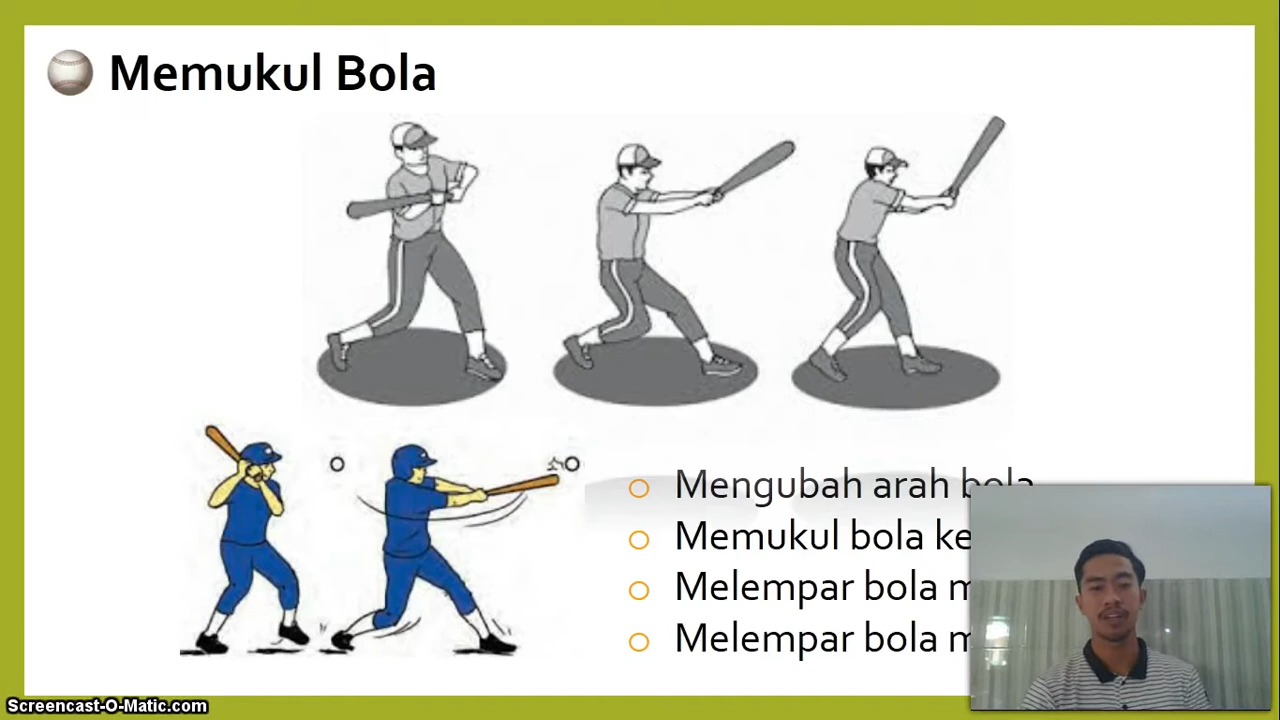 Memukul Bola
Mengubah arah bola
Memukul bola ke
Melempar bola
Melempar bola
Screencast-O-Matic.com